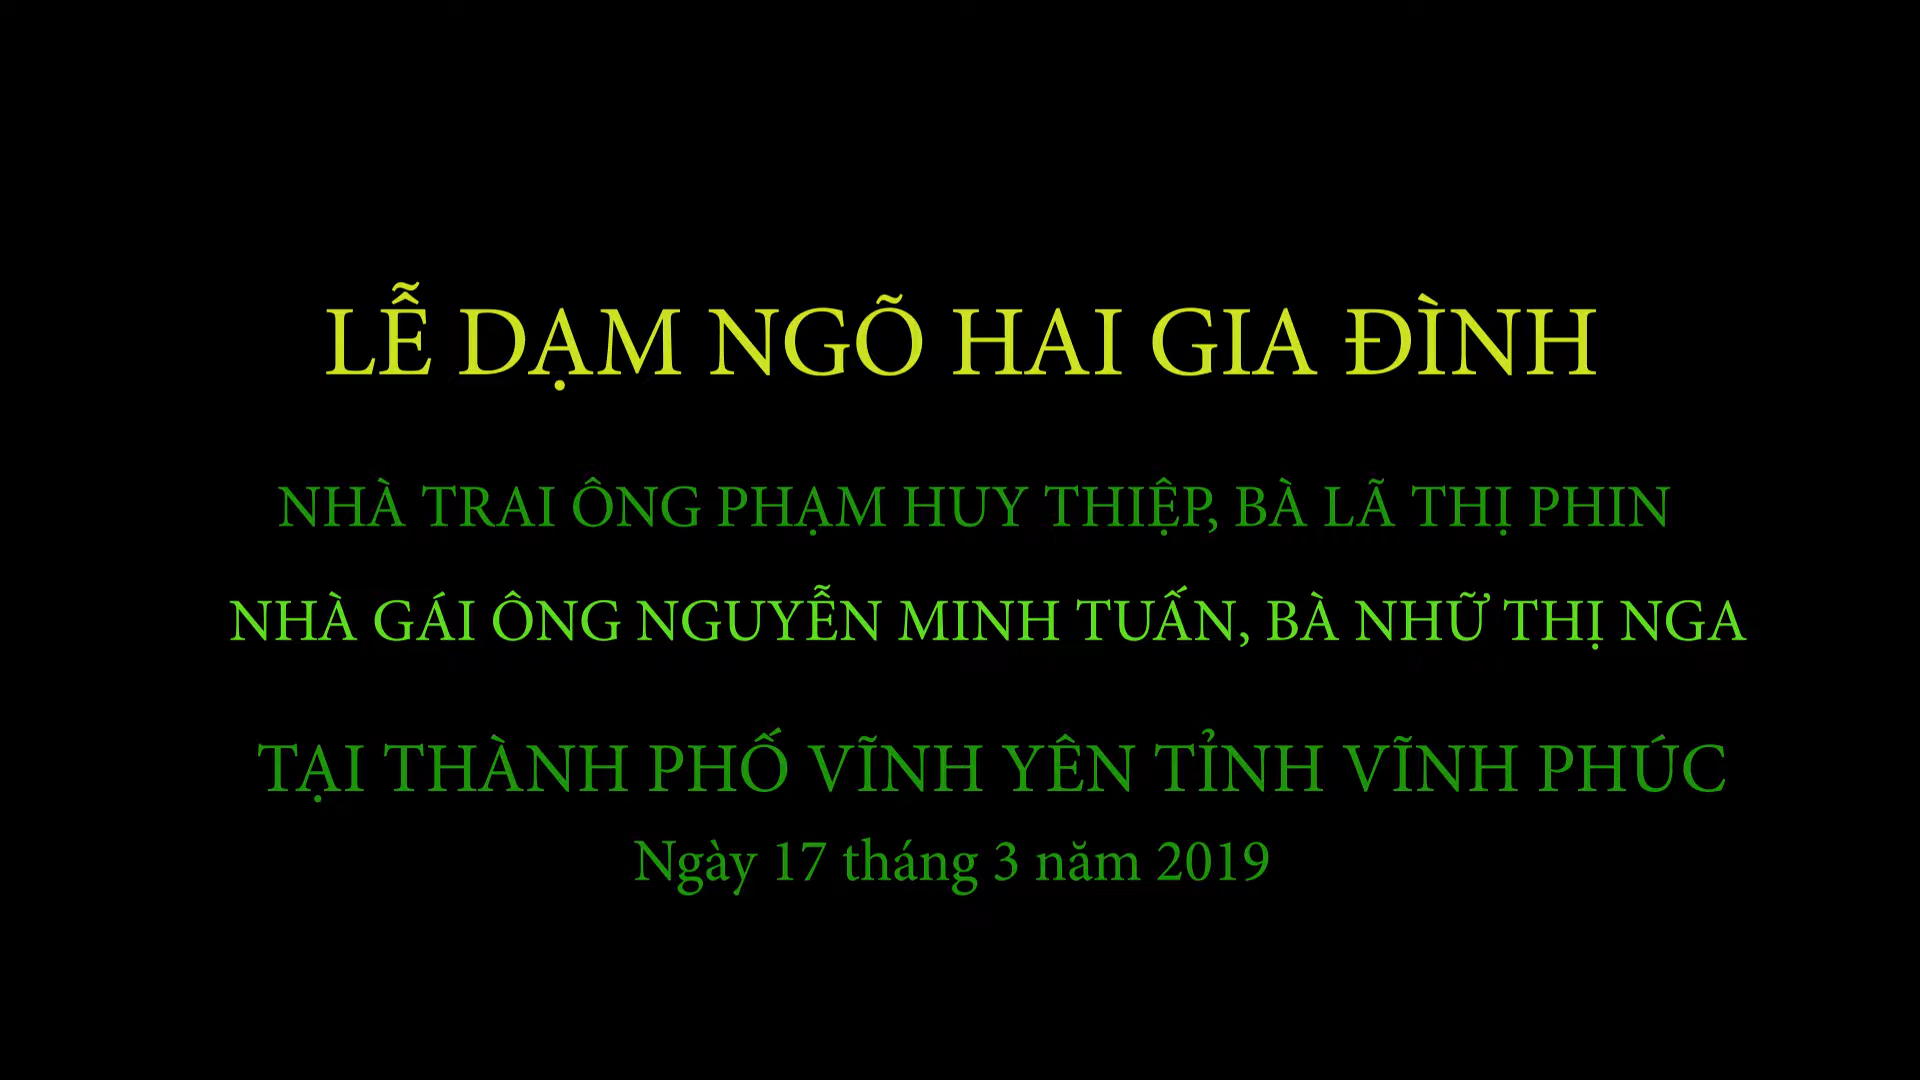 LỄ DẠM NGÕ HAI GIA ĐÌNH
NHÀ TRAI ÔNG PHẠM HUY THIỆP, BÀ LÃ THỊ PHIN
NHÀ GÁI ÔNG NGUYỄN MINH TUẤN, BÀ NHỮ THỊ NGA
TẠI THÀNH PHỐ VĨNH YÊN TỈNH VĨNH PHÚC
Ngày 17 tháng 3 năm 2019